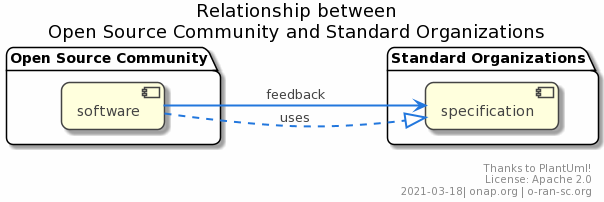 Relationship between
Open Source Community and Standard Organizations
Open Source Community
Standard Organizations
software
feedback
uses
specification
Thanks to PlantUml!
License: Apache 2.0
2021-03-18| onap.org | o-ran-sc.org